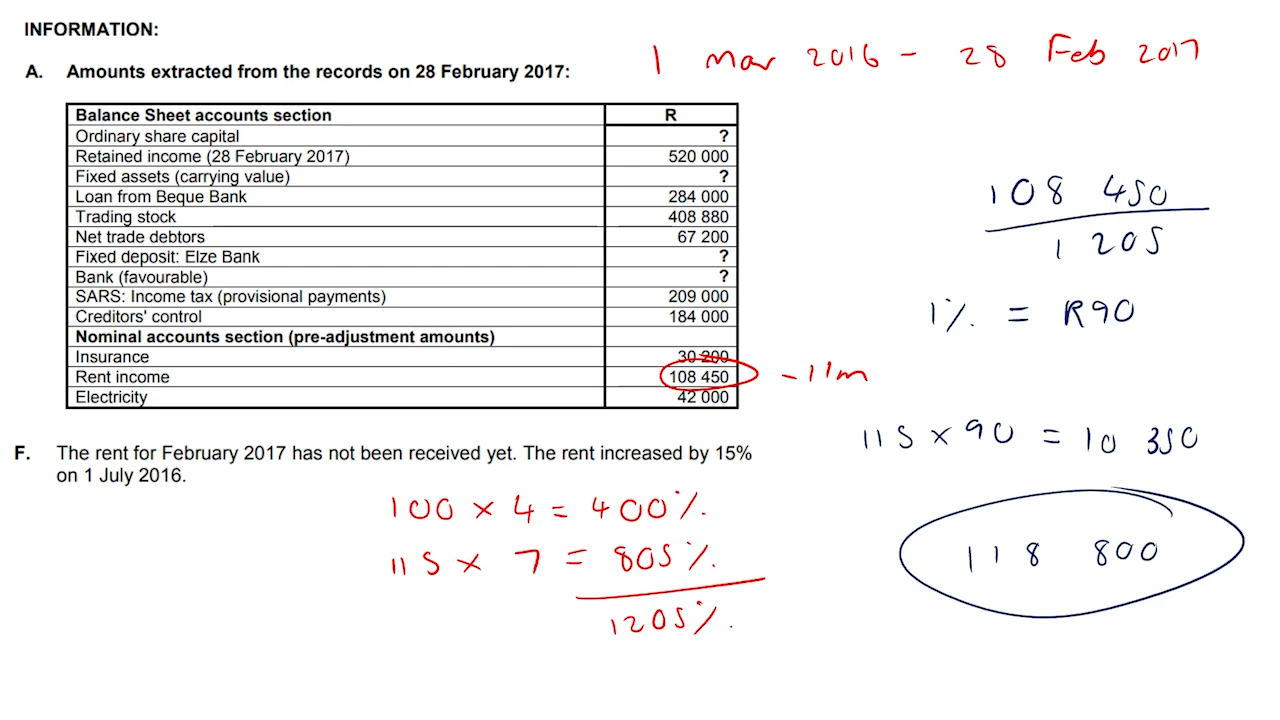 INFORMATION:
1 mar 2016 - 28 Feb 2017
A. Amounts extracted from the records on 28 February 2017:
Balance Sheet accounts section R
Ordinary share capital ?
Retained income (28 February 2017) 520 000
Fixed assets (carrying value) ?
Loan from Beque Bank 284 000
Trading stock 408 880
Net trade debtors 67 200
Fixed deposit: Elze Bank ?
Bank (favourable) ?
SARS: Income tax (provisional payments) 209 000
Creditors' control 184 000
Nominal accounts section (pre-adjustment amounts)
Insurance 30 200
Rent income 108 450 - 11m
Electricity 42 000
F. The rent for February 2017 has not been received yet. The rent increased by 15%
on 1 July 2016.
100 x 4 = 400%.
115 x 7 = 805%.
1205%.
108 450
1 205
1% = R90
115 x 90 = 10 350
118 800